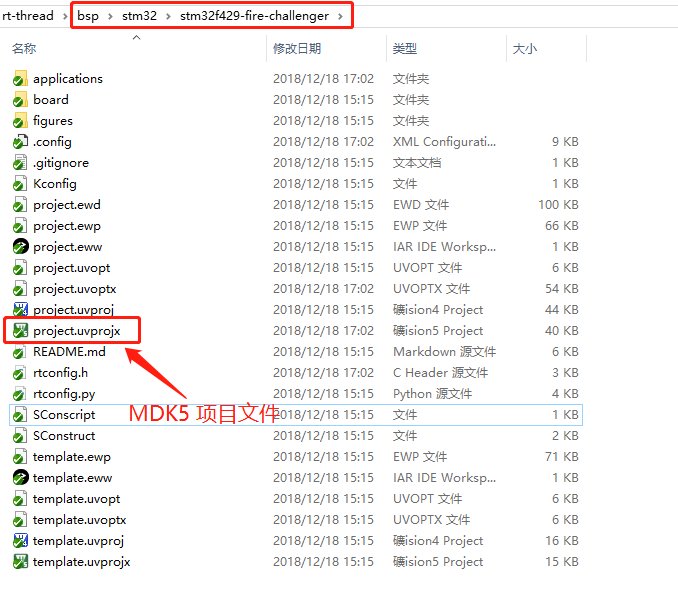 rt-thread > bsp > stm32 > stm32f429-fire-challenger >
名称 修改日期 类型 大小
applications 2018/12/18 17:02 文件夹
board 2018/12/18 15:15 文件夹
figures 2018/12/18 15:15 文件夹
.config 2018/12/18 17:02 XML Configurati... 9 KB
.gitignore 2018/12/18 15:15 文本文档 1 KB
Kconfig 2018/12/18 15:15 文件 1 KB
project.ewd 2018/12/18 15:15 EWD 文件 100 KB
project.ewp 2018/12/18 15:15 EWP 文件 66 KB
project.eww 2018/12/18 15:15 IAR IDE Worksp... 1 KB
project.uvopt 2018/12/18 15:15 UVOPT 文件 6 KB
project.uvoptx 2018/12/18 17:02 UVOPTX 文件 54 KB
project.uvproj 2018/12/18 15:15 礦ision4 Project 44 KB
project.uvprojx 2018/12/18 17:02 礦ision5 Project 40 KB
README.md 2018/12/18 15:15 Markdown 源文件 6 KB
rtconfig.h 2018/12/18 17:02 C Header 源文件 3 KB
rtconfig.py 2018/12/18 15:15 Python 源文件 4 KB
SConscript 2018/12/18 15:15 文件 1 KB
MDK5 项目文件
SConstruct 2018/12/18 15:15 文件 2 KB
template.ewp 2018/12/18 15:15 EWP 文件 71 KB
template.eww 2018/12/18 15:15 IAR IDE Worksp... 1 KB
template.uvopt 2018/12/18 15:15 UVOPT 文件 6 KB
template.uvoptx 2018/12/18 15:15 UVOPTX 文件 6 KB
template.uvproj 2018/12/18 15:15 礦ision4 Project 16 KB
template.uvprojx 2018/12/18 15:15 礦ision5 Project 15 KB